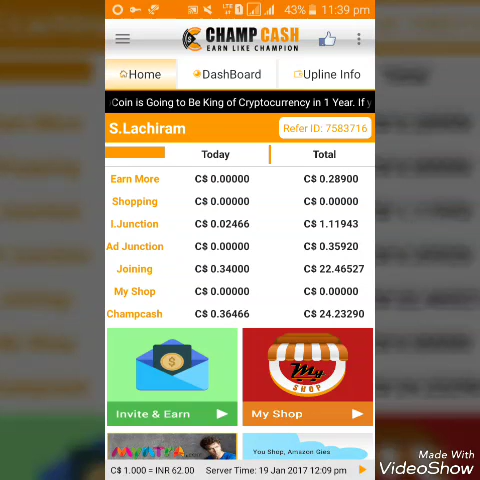 LTE 1 43% 11:39 pm
CHAMP CASH
EARN LIKE CHAMPION
Home DashBoard Upline Info
Coin is Going to Be King of Cryptocurrency in 1 Year. If y
S.Lachiram Refer ID: 7583716
Today Total
Earn More C$ 0.00000 C$ 0.28900
Shopping C$ 0.00000 C$ 0.00000
I.Junction C$ 0.02466 C$ 1.11943
Ad Junction C$ 0.00000 C$ 0.35920
Joining C$ 0.34000 C$ 22.46527
My Shop C$ 0.00000 C$ 0.00000
Champcash C$ 0.36466 C$ 24.23290
My
SHOP
Invite & Earn My Shop
You Shop, Amazon Gies
C$ 1.000 = INR 62.00 Server Time: 19 Jan 2017 12:09 pm
Made With
VideoShow